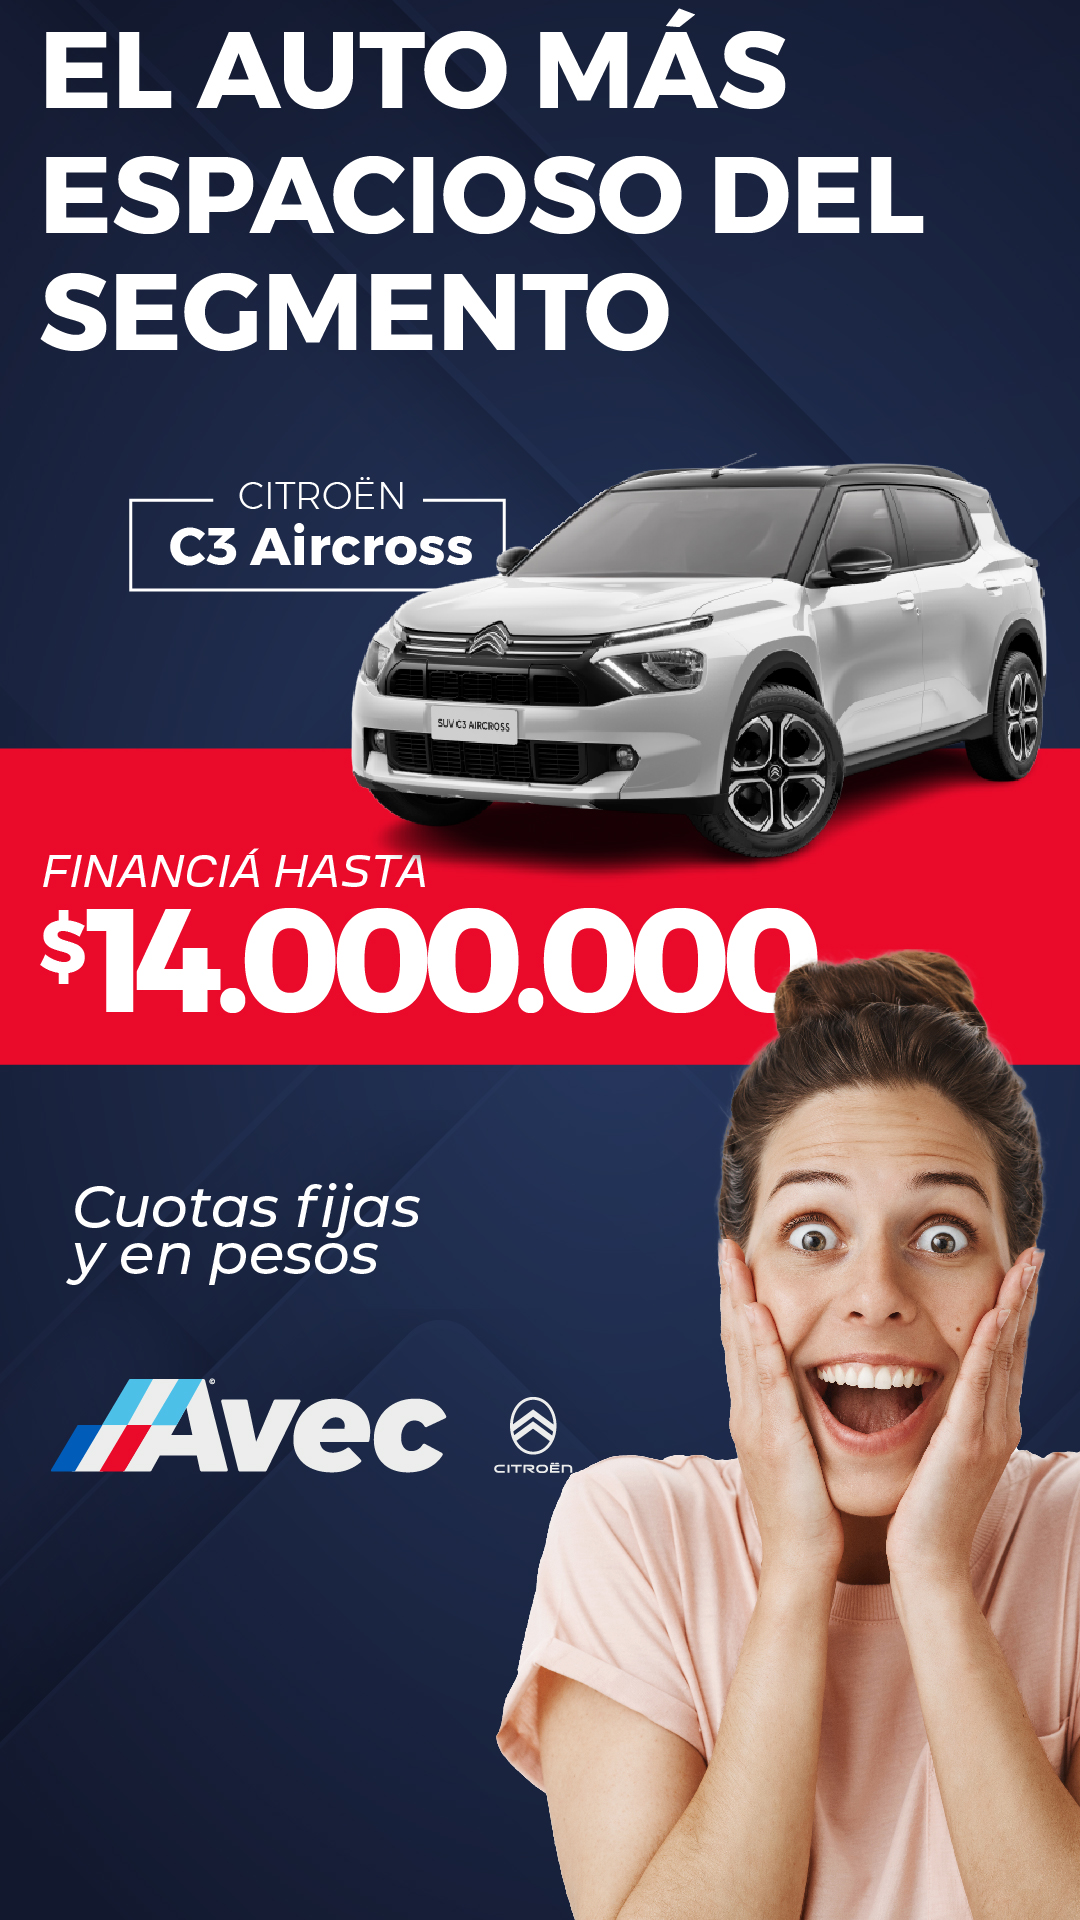 EL AUTO MÁS
ESPACIOSO DEL
SEGMENTO
CITROËN
C3 Aircross
SUV C3 AIRCROSS
FINANCIÁ HASTA
$14.000.000
Cuotas fijas
y en pesos
Avec©
CITROËN